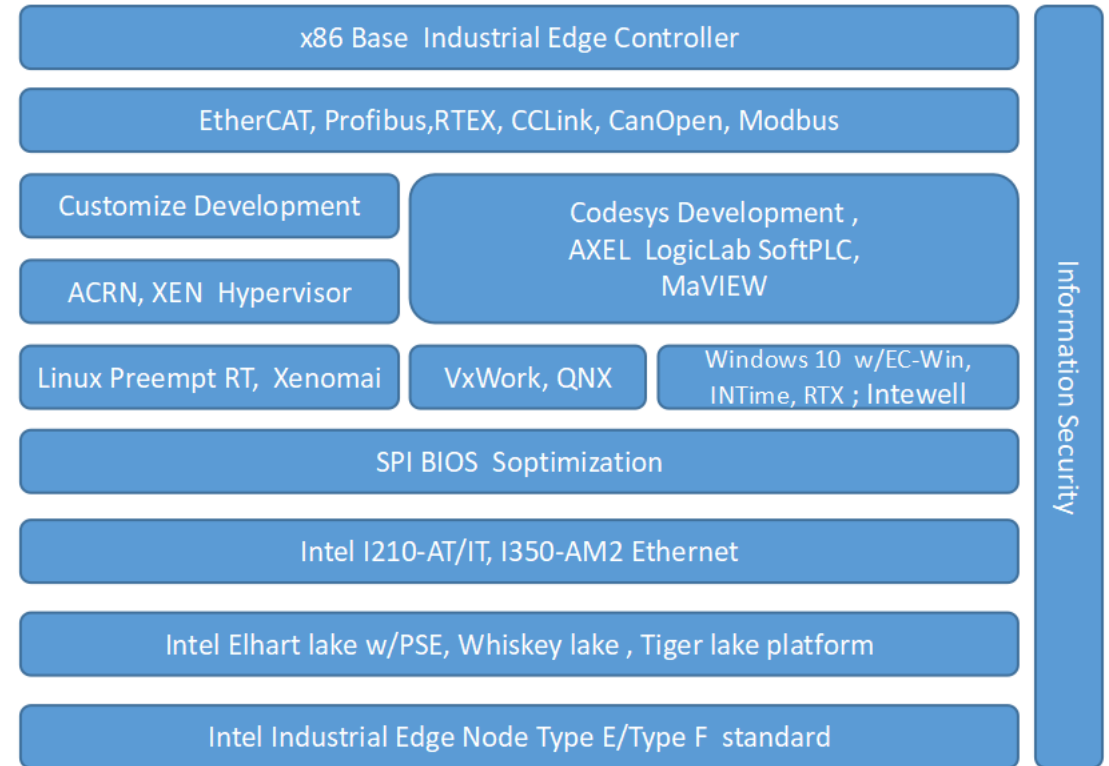 x86 Base Industrial Edge Controller
EtherCAT, Profibus,RTEX, CCLink, CanOpen, Modbus
Customize Development
Codesys Development ,
AXEL LogicLab SoftPLC,
MaVIEW
ACRN, XEN Hypervisor
Linux Preempt RT, Xenomai
VxWork, QNX
Windows 10 w/EC-Win,
INTime, RTX ; Intewell
SPI BIOS Soptimization
Intel I210-AT/IT, I350-AM2 Ethernet
Intel Elhart lake w/PSE, Whiskey lake , Tiger lake platform
Intel Industrial Edge Node Type E/Type F standard
Information Security